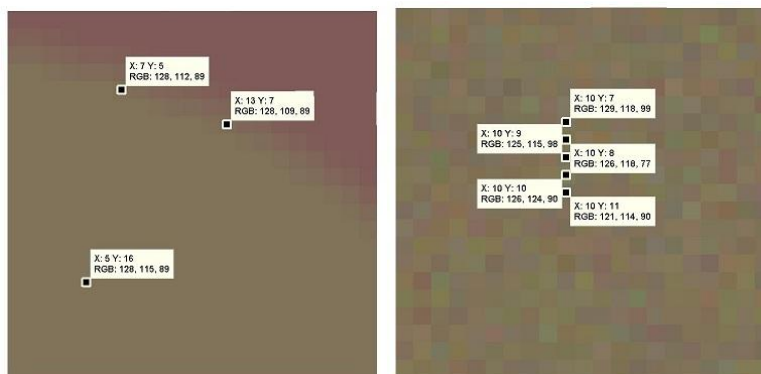 X: 7 Y: 5
RGB: 128, 112, 89
X: 13 Y: 7
RGB: 128, 109, 89
X: 5 Y: 16
RGB: 128, 115, 89
X: 10 Y: 7
RGB: 129, 118, 99
X: 10 Y: 9
RGB: 125, 115, 98
X: 10 Y: 8
RGB: 126, 118, 77
X: 10 Y: 10
RGB: 126, 124, 90
X: 10 Y: 11
RGB: 121, 114, 90